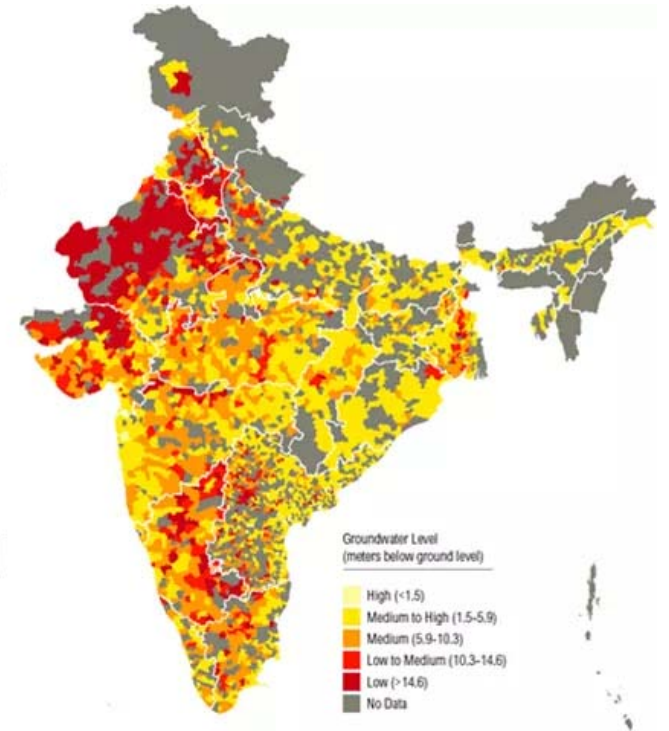 Groundwater Level
(meters below ground level)
High (<1.5)
Medium to High (1.5-5.9)
Medium (5.9-10.3)
Low to Medium (10.3-14.6)
Low (>14.6)
No Data